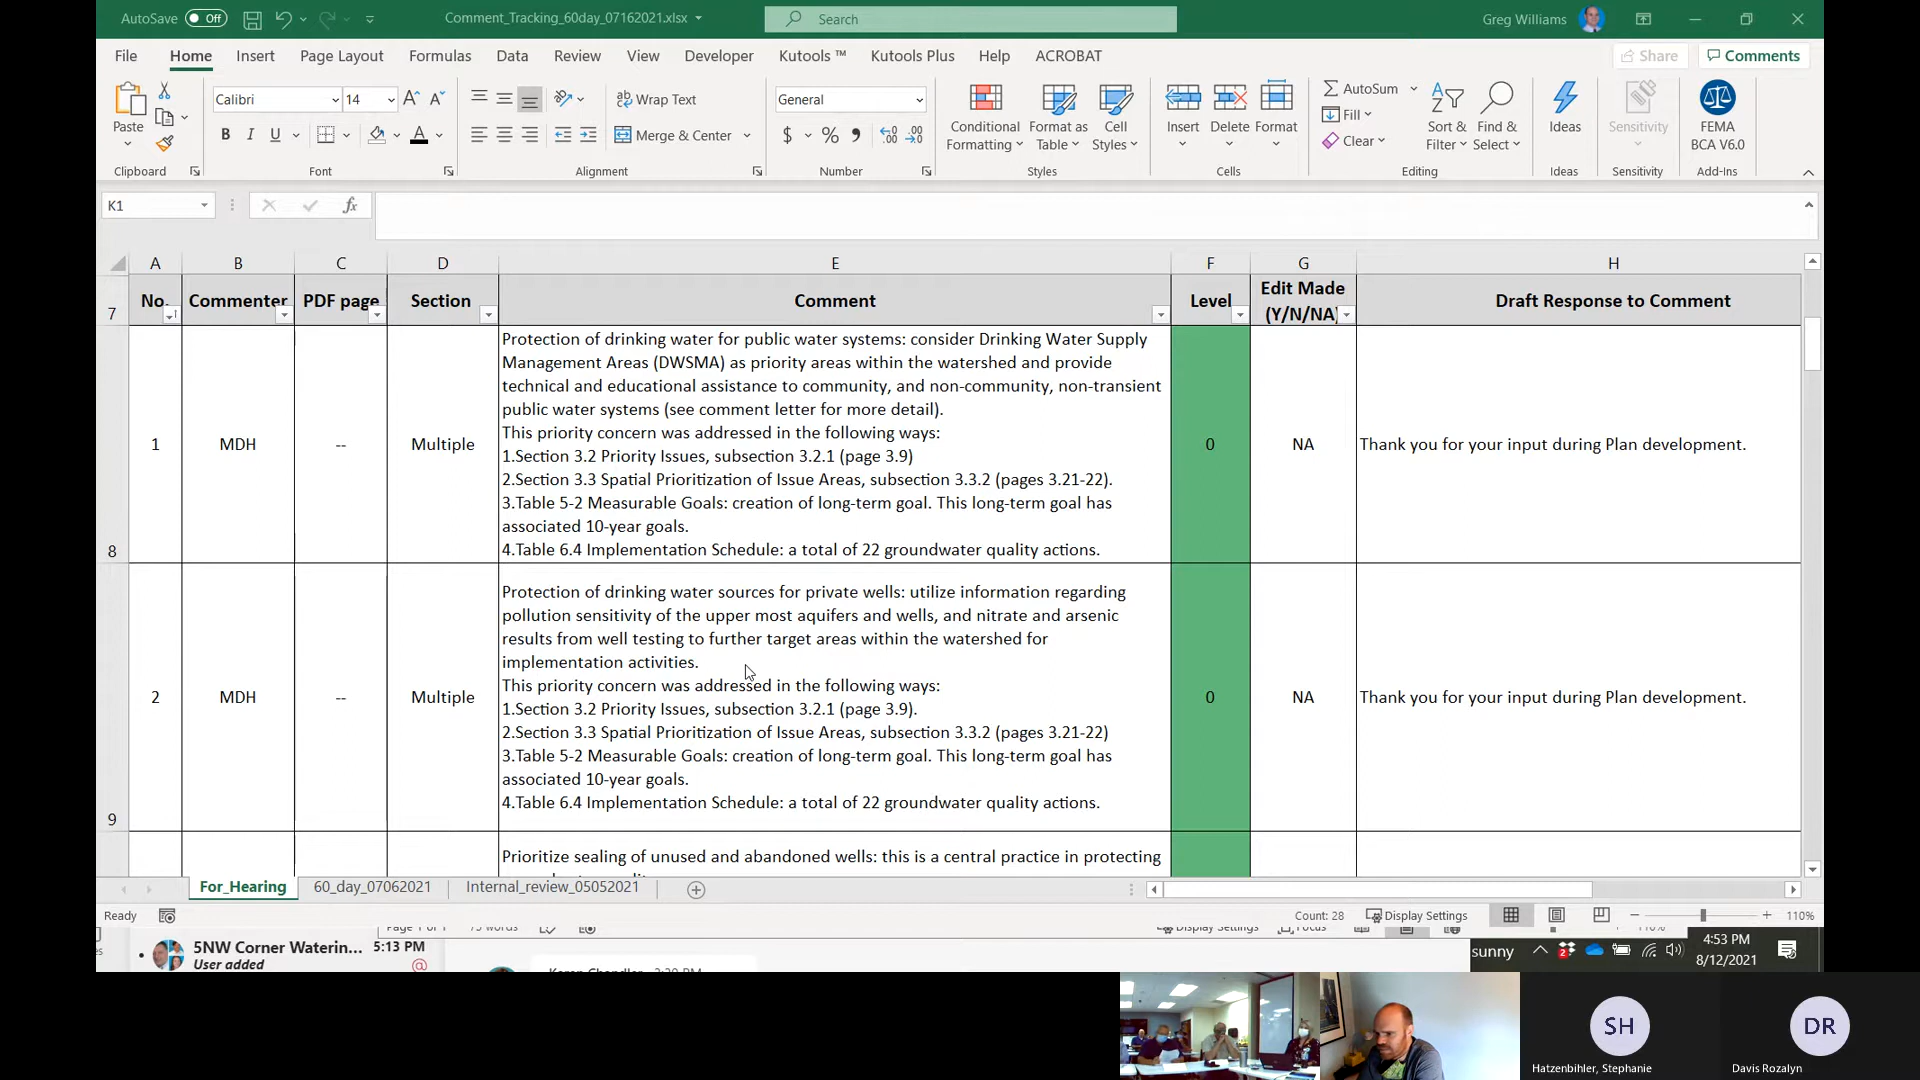 AutoSave Off
Comment_Tracking_60day_07162021.xlsx
Search
Greg Williams
File Home Insert Page Layout Formulas Data Review View Developer Kutools ™ Kutools Plus Help ACROBAT
Share Comments
Calibri 14
Wrap Text
General
AutoSum
Paste
Merge & Center
$ % 
Conditional Formatting
Format as Table
Cell Styles
Insert Delete Format
Fill
Clear
Sort & Filter
Find & Select
Ideas
Sensitivity
FEMA BCA V6.0
Clipboard Font Alignment Number Styles Cells Editing Ideas Sensitivity Add-Ins
K1
fx
A B C D E F G H
7 No. Commenter PDF page Section Comment Level Edit Made (Y/N/NA) Draft Response to Comment
Protection of drinking water for public water systems: consider Drinking Water Supply
Management Areas (DWSMA) as priority areas within the watershed and provide
technical and educational assistance to community, and non-community, non-transient
public water systems (see comment letter for more detail).
This priority concern was addressed in the following ways:
1.Section 3.2 Priority Issues, subsection 3.2.1 (page 3.9)
2.Section 3.3 Spatial Prioritization of Issue Areas, subsection 3.3.2 (pages 3.21-22).
3.Table 5-2 Measurable Goals: creation of long-term goal. This long-term goal has
associated 10-year goals.
4.Table 6.4 Implementation Schedule: a total of 22 groundwater quality actions.
8 1 MDH -- Multiple 0 NA Thank you for your input during Plan development.
Protection of drinking water sources for private wells: utilize information regarding
pollution sensitivity of the upper most aquifers and wells, and nitrate and arsenic
results from well testing to further target areas within the watershed for
implementation activities.
This priority concern was addressed in the following ways:
1.Section 3.2 Priority Issues, subsection 3.2.1 (page 3.9).
2.Section 3.3 Spatial Prioritization of Issue Areas, subsection 3.3.2 (pages 3.21-22)
3.Table 5-2 Measurable Goals: creation of long-term goal. This long-term goal has
associated 10-year goals.
4.Table 6.4 Implementation Schedule: a total of 22 groundwater quality actions.
9 2 MDH -- Multiple 0 NA Thank you for your input during Plan development.
Prioritize sealing of unused and abandoned wells: this is a central practice in protecting
For_Hearing 60_day_07062021 Internal_review_05052021
Ready
Count: 28 Display Settings 110%
5NW Corner Waterin... 5:13 PM
User added
sunny
4:53 PM
8/12/2021
SH
DR
Hatzenbihler, Stephanie
Davis Rozalyn